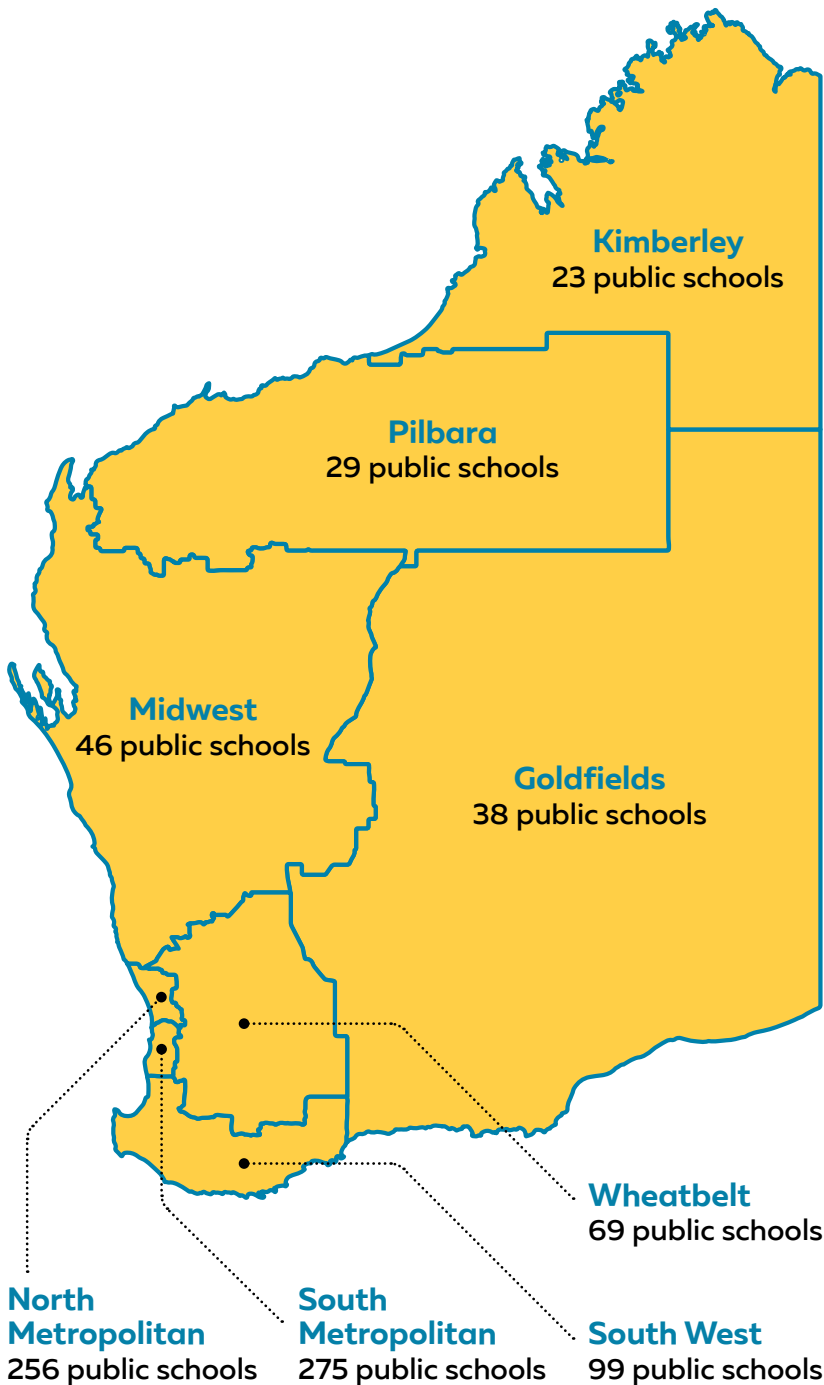 Kimberley
23 public schools
Pilbara
29 public schools
Midwest
46 public schools
Goldfields
38 public schools
Wheatbelt
69 public schools
North
Metropolitan
256 public schools
South
Metropolitan
275 public schools
South West
99 public schools